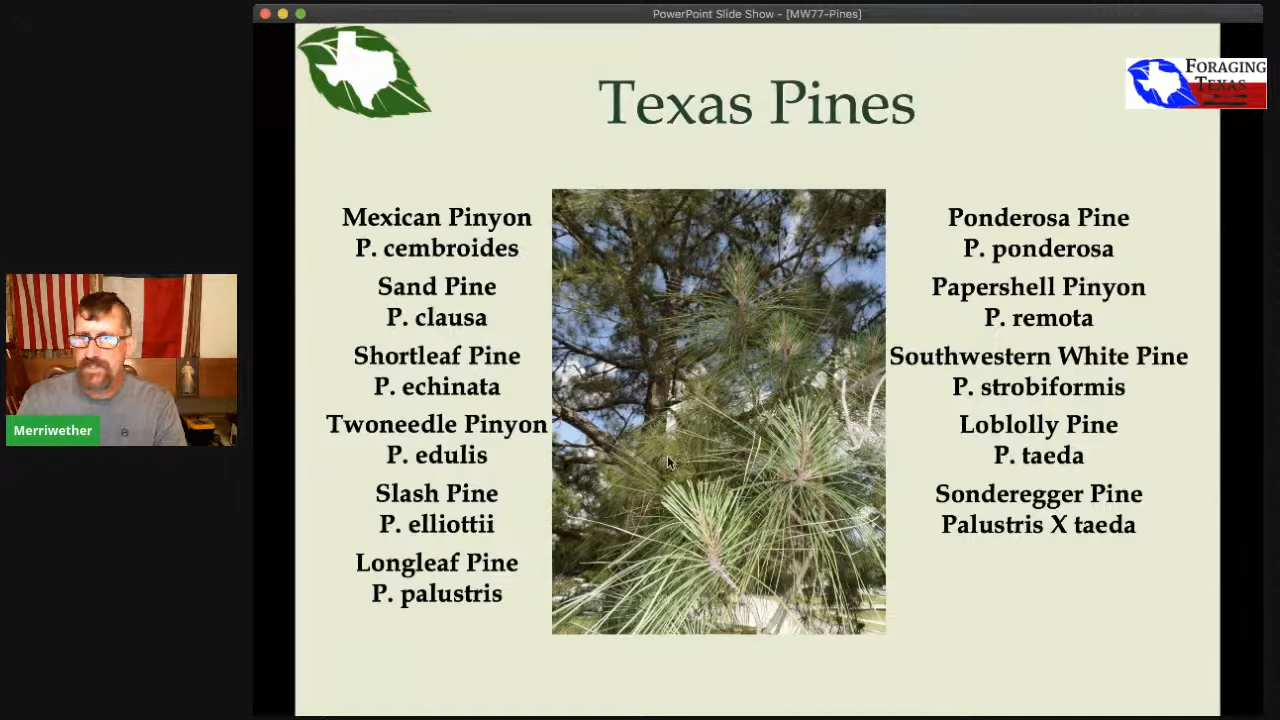 PowerPoint Slide Show - [MW77-Pines]
FORAGING
TEXAS
Texas Pines
Mexican Pinyon
P. cembroides
Sand Pine
P. clausa
Shortleaf Pine
P. echinata
Twoneedle Pinyon
P. edulis
Slash Pine
P. elliottii
Longleaf Pine
P. palustris
Ponderosa Pine
P. ponderosa
Papershell Pinyon
P. remota
Southwestern White Pine
P. strobiformis
Loblolly Pine
P. taeda
Sonderegger Pine
Palustris X taeda
Merriwether